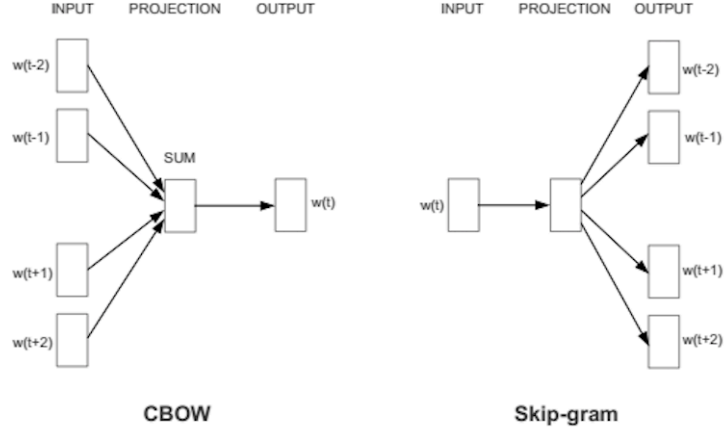 INPUT PROJECTION OUTPUT
w(t-2)
w(t-1)
SUM
w(t)
w(t+1)
w(t+2)
CBOW
INPUT PROJECTION OUTPUT
w(t-2)
w(t-1)
w(t)
w(t+1)
w(t+2)
Skip-gram